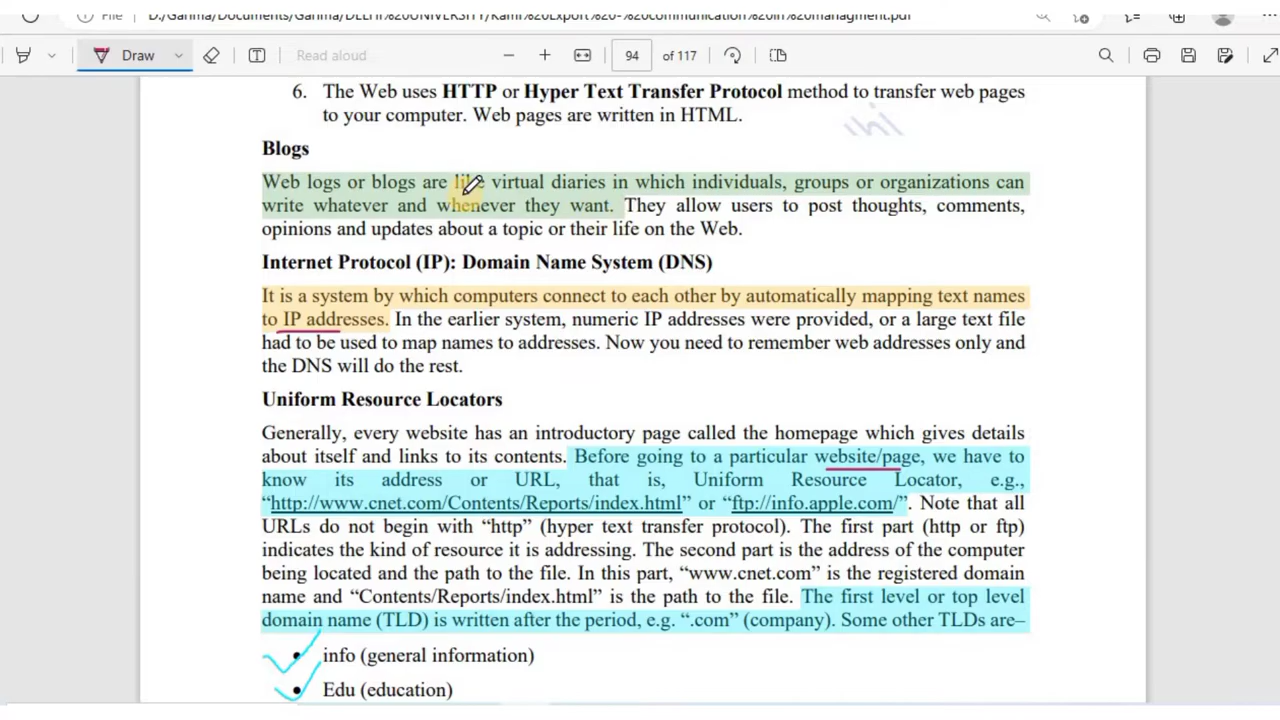 File
D:/Garima/Documents/Garima/DELHI%20UNIVERSITY/Kami%20Export%20-%20communication%20in%20managment.pdf
Draw
Read aloud
94 of 117
6. The Web uses HTTP or Hyper Text Transfer Protocol method to transfer web pages
to your computer. Web pages are written in HTML.
Blogs
Web logs or blogs are like virtual diaries in which individuals, groups or organizations can
write whatever and whenever they want. They allow users to post thoughts, comments,
opinions and updates about a topic or their life on the Web.
Internet Protocol (IP): Domain Name System (DNS)
It is a system by which computers connect to each other by automatically mapping text names
to IP addresses. In the earlier system, numeric IP addresses were provided, or a large text file
had to be used to map names to addresses. Now you need to remember web addresses only and
the DNS will do the rest.
Uniform Resource Locators
Generally, every website has an introductory page called the homepage which gives details
about itself and links to its contents. Before going to a particular website/page, we have to
know its address or URL, that is, Uniform Resource Locator, e.g.,
“http://www.cnet.com/Contents/Reports/index.html” or “ftp://info.apple.com/”. Note that all
URLs do not begin with “http” (hyper text transfer protocol). The first part (http or ftp)
indicates the kind of resource it is addressing. The second part is the address of the computer
being located and the path to the file. In this part, “www.cnet.com” is the registered domain
name and “Contents/Reports/index.html” is the path to the file. The first level or top level
domain name (TLD) is written after the period, e.g. “.com” (company). Some other TLDs are–
• info (general information)
• Edu (education)